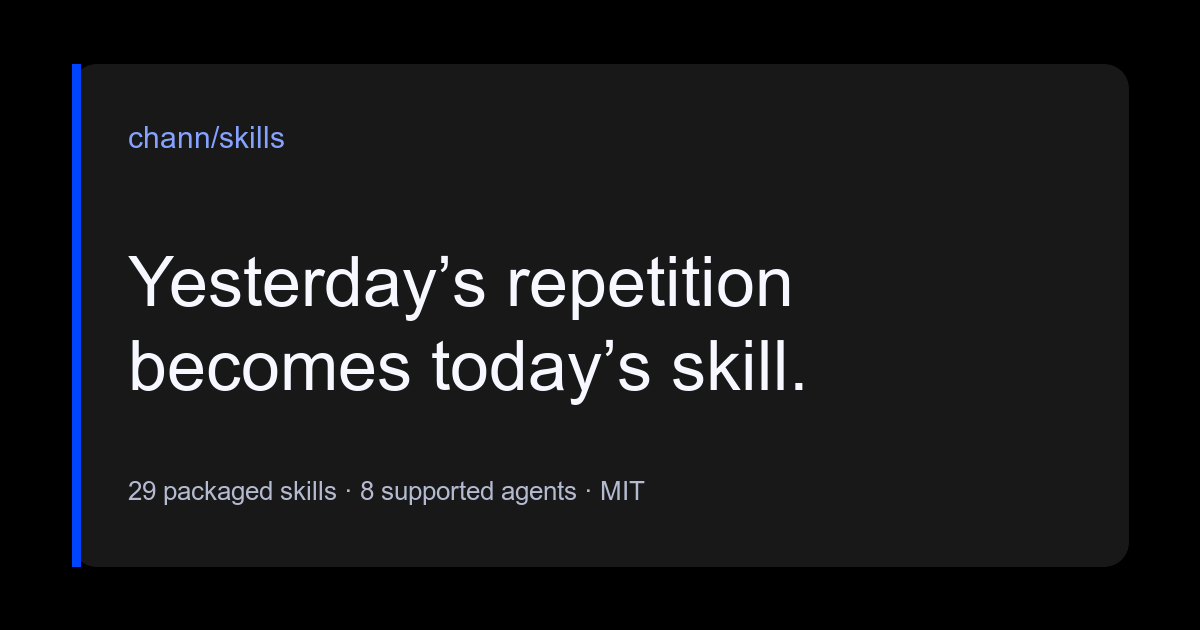 chann/skills
Yesterday’s repetition
becomes today’s skill.
29 packaged skills · 8 supported agents · MIT